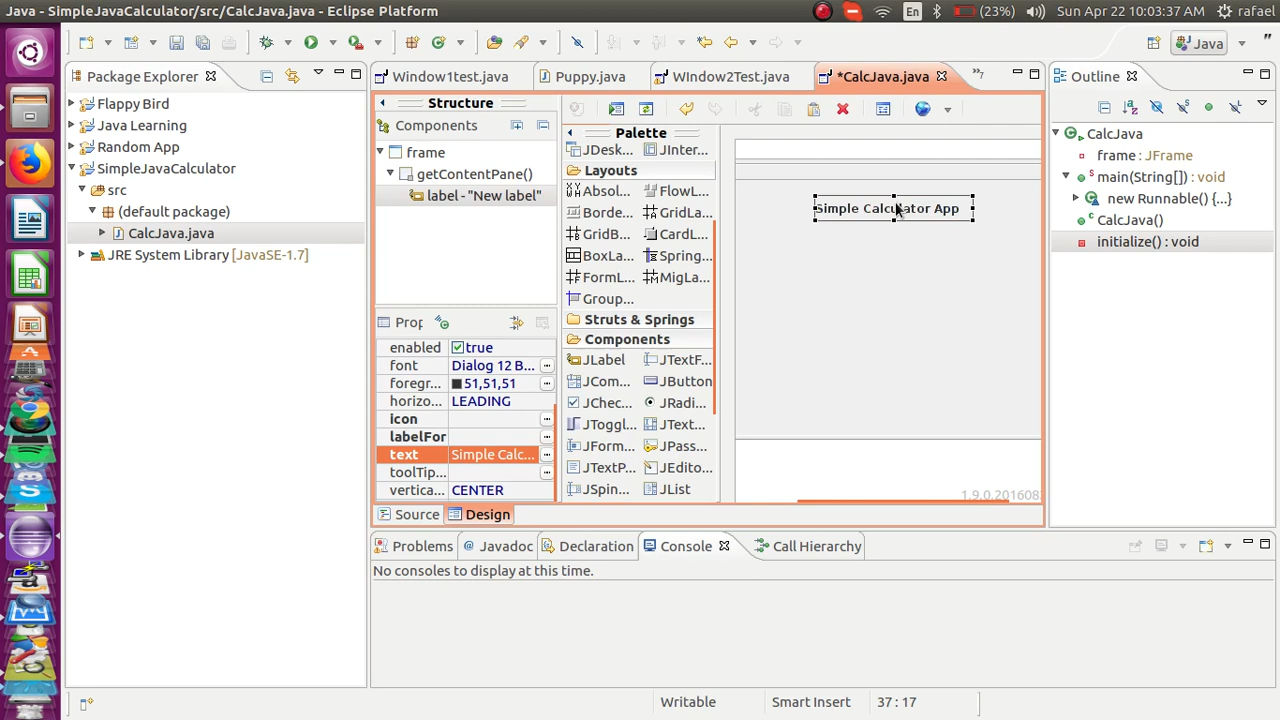 Java - SimpleJavaCalculator/src/CalcJava.java - Eclipse Platform
En
(23%)
Sun Apr 22 10:03:37 AM
rafael
Java
»
Package Explorer
Window1test.java
Puppy.java
WIndow2Test.java
*CalcJava.java
»7
Outline
Flappy Bird
Java Learning
Random App
SimpleJavaCalculator
src
(default package)
CalcJava.java
JRE System Library [JavaSE-1.7]
Structure
Components
frame
getContentPane()
label - "New label"
Prop
enabled
true
font
Dialog 12 B...
foregr...
51,51,51
horizo...
LEADING
icon
labelFor
text
Simple Calc...
toolTip...
vertica...
CENTER
Palette
JDesk...
JInter...
Layouts
Absol...
FlowL...
Borde...
GridLa...
GridB...
CardL...
BoxLa...
Spring...
FormL...
MigLa...
Group...
Struts & Springs
Components
JLabel
JTextF...
JCom...
JButton
JChec...
JRadi...
JToggl...
JText...
JForm...
JPass...
JTextP...
JEdito...
JSpin...
JList
Simple Calculator App
1.9.0.20160
CalcJava
frame : JFrame
main(String[]) : void
new Runnable() {...}
CalcJava()
initialize() : void
Source
Design
Problems
@ Javadoc
Declaration
Console
Call Hierarchy
No consoles to display at this time.
Writable
Smart Insert
37 : 17